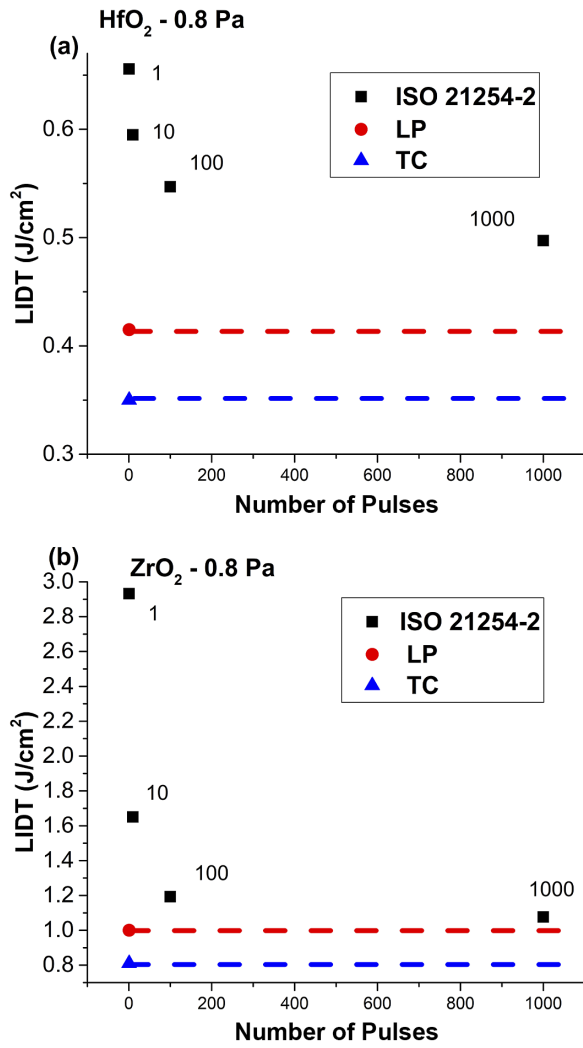 (a)
HfO₂ - 0.8 Pa
ISO 21254-2
LP
TC
1
10
100
1000
0.6
0.5
0.4
0.3
LIDT (J/cm²)
0 200 400 600 800 1000
Number of Pulses
(b)
ZrO₂ - 0.8 Pa
ISO 21254-2
LP
TC
1
10
100
1000
3.0
2.8
2.6
2.4
2.2
2.0
1.8
1.6
1.4
1.2
1.0
0.8
LIDT (J/cm²)
0 200 400 600 800 1000
Number of Pulses